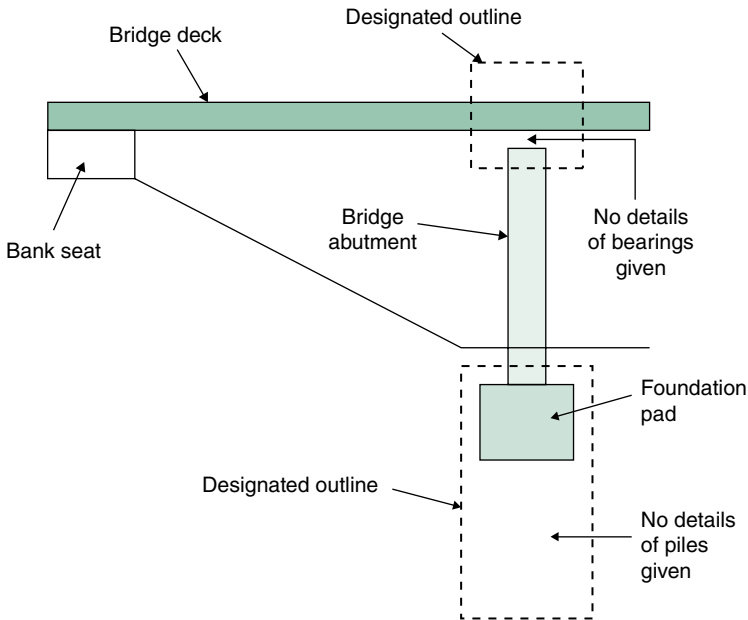 Designated outline
Bridge deck
Bank seat
Bridge
abutment
No details
of bearings
given
Foundation
pad
Designated outline
No details
of piles
given